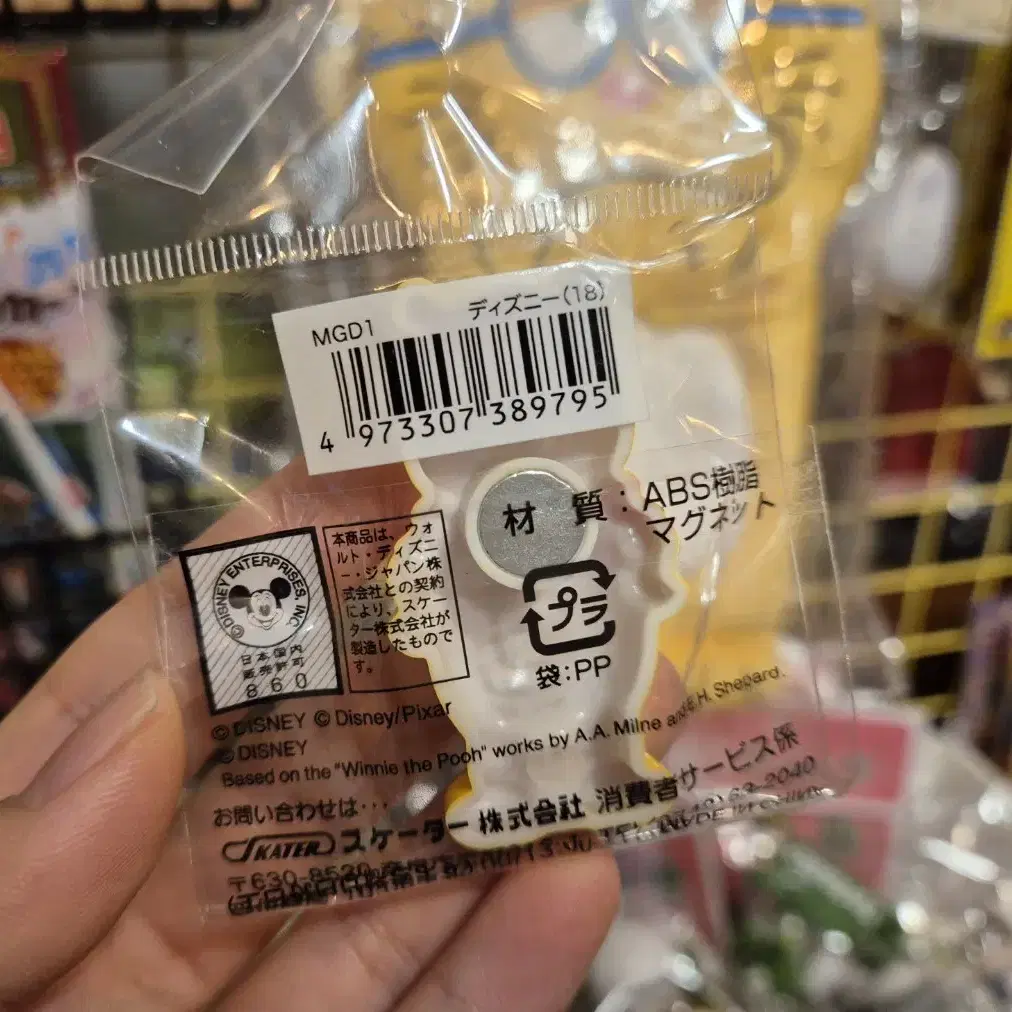 ディズニー(18)
MGD1
4 973307 389795
材 質:ABS樹脂
マグネット
プラ
袋:PP
©DISNEY ENTERPRISES, INC.
日本国内
販売許可
860
本商品は、ウォ
ルト・ディズニ
ー・ジャパン株
式会社との契約
により、スケー
ター株式会社が
製造したもので
す。
©DISNEY ©Disney/Pixar
©DISNEY
Based on the "Winnie the Pooh" works by A.A. Milne and E.H. Shepard.
お問い合わせは・・・
SKATER スケーター株式会社 消費者サービス係
〒630-8520